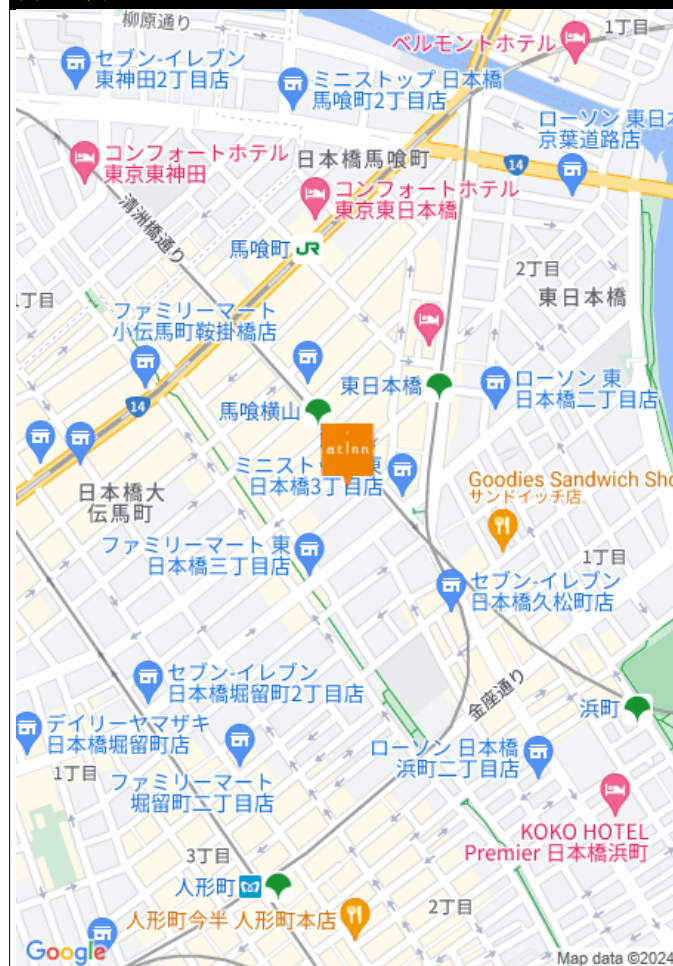 柳原通り
1丁目
ベルモントホテル
セブン-イレブン
東神田2丁目店
ミニストップ 日本橋
馬喰町2丁目店
ローソン 東日本
京葉道路店
コンフォートホテル
東京東神田
日本橋馬喰町
14
コンフォートホテル
東京東日本橋
清洲橋通り
馬喰町 JR
2丁目
東日本橋
1丁目
ファミリーマート
小伝馬町鞍掛橋店
東日本橋
ローソン 東
日本橋二丁目店
14
馬喰横山
at Inn
ミニスト
東
日本橋3丁目店
Goodies Sandwich Sho
サンドイッチ店
日本橋大
伝馬町
ファミリーマート 東
日本橋三丁目店
1丁目
セブン-イレブン
日本橋久松町店
セブン-イレブン
日本橋堀留町2丁目店
金座通り
浜町
デイリーヤマザキ
日本橋堀留町店
ローソン 日本橋
浜町二丁目店
1丁目
ファミリーマート
堀留町二丁目店
KOKO HOTEL
Premier 日本橋浜町
3丁目
人形町
2丁目
人形町今半 人形町本店
Google
Map data ©2024